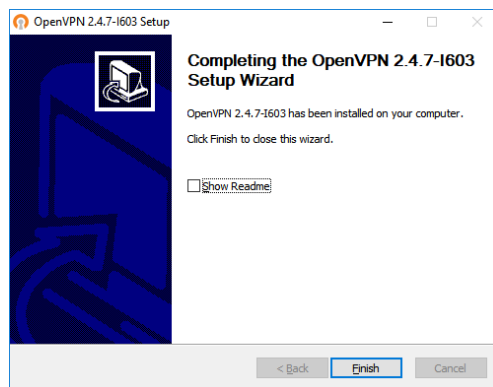 OpenVPN 2.4.7-I603 Setup
Completing the OpenVPN 2.4.7-I603
Setup Wizard
OpenVPN 2.4.7-I603 has been installed on your computer.
Click Finish to close this wizard.
Show Readme
< Back
Finish
Cancel